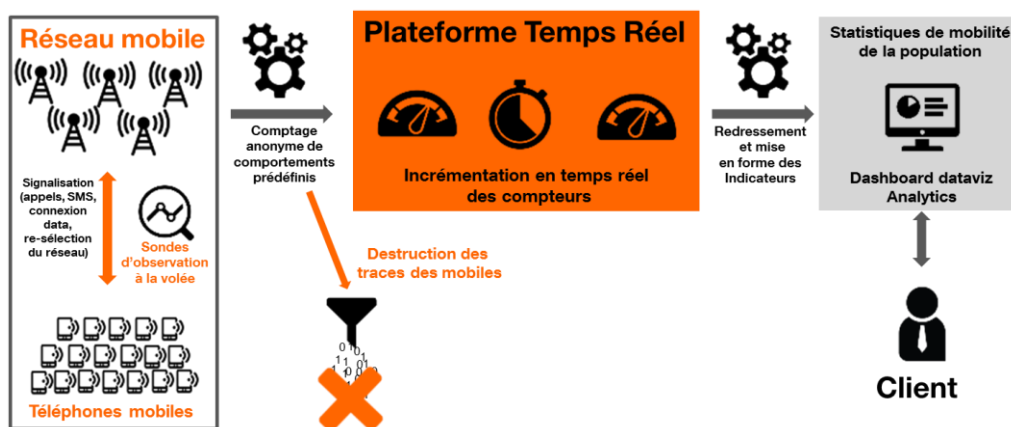 Réseau mobile
Signalisation
(appels, SMS,
connexion
data,
re-sélection
du réseau)
Sondes
d'observation
à la volée
Téléphones mobiles
Comptage
anonyme de
comportements
prédéfinis
Destruction des
traces des mobiles
Plateforme Temps Réel
Incrémentation en temps réel
des compteurs
Redressement
et mise
en forme des
Indicateurs
Statistiques de mobilité
de la population
Dashboard dataviz
Analytics
Client